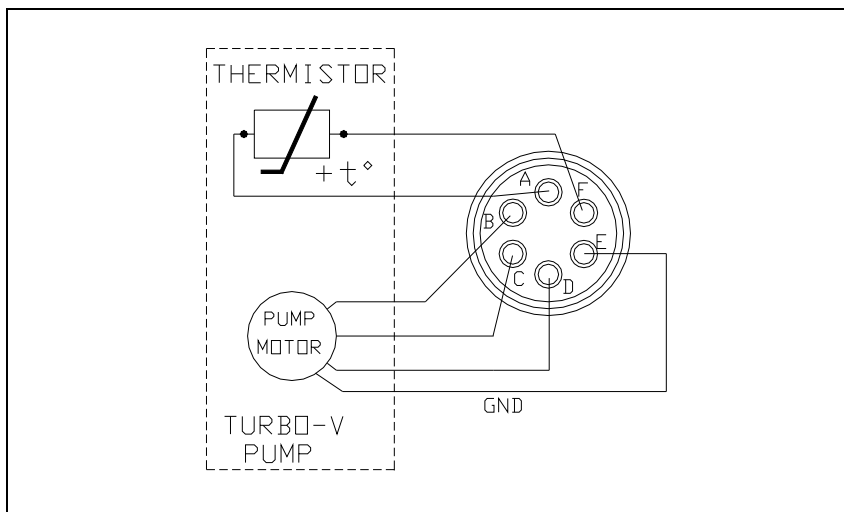 THERMISTOR
+t°
A
F
B
E
C
D
PUMP
MOTOR
GND
TURBO-V
PUMP